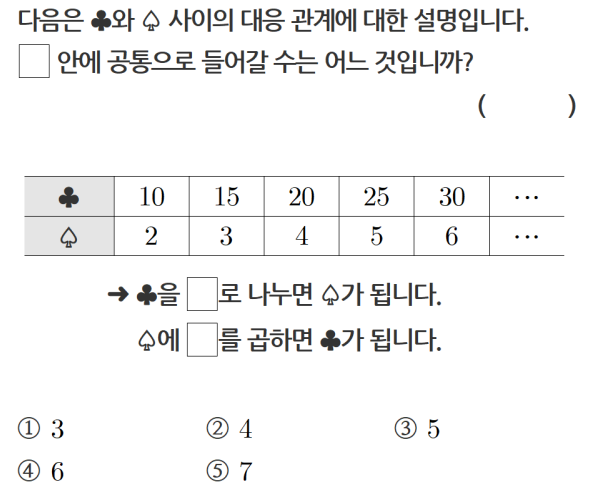 다음은 ♣와 ♤ 사이의 대응 관계에 대한 설명입니다.
□ 안에 공통으로 들어갈 수는 어느 것입니까?
( )
♣ 10 15 20 25 30 ⋯
♤ 2 3 4 5 6 ⋯
➜ ♣을 □로 나누면 ♤가 됩니다.
♤에 □를 곱하면 ♣가 됩니다.
① 3 ② 4 ③ 5
④ 6 ⑤ 7